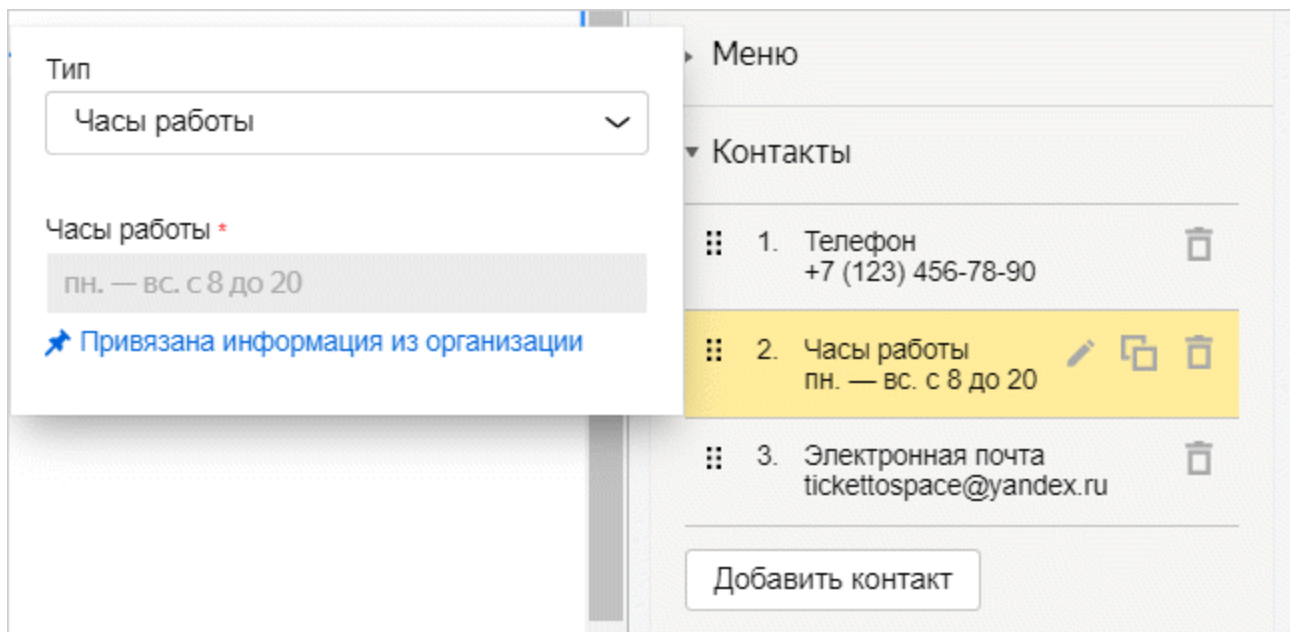 Тип
Часы работы
Часы работы *
пн. — вс. с 8 до 20
Привязана информация из организации
Меню
Контакты
1. Телефон
+7 (123) 456-78-90
2. Часы работы
пн. — вс. с 8 до 20
3. Электронная почта
tickettospace@yandex.ru
Добавить контакт